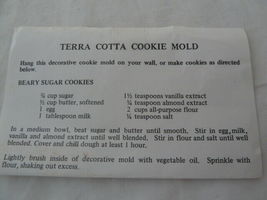 TERRA COTTA COOKIE MOLD
Hang this decorative cookie mold on your wall, or make cookies as directed
below.
BEARY SUGAR COOKIES
¾ cup sugar 1½ teaspoons vanilla extract
½ cup butter, softened ¼ teaspoon almond extract
1 egg 2 cups all-purpose flour
1 tablespoon milk ¼ teaspoon salt
In a medium bowl, beat sugar and butter until smooth. Stir in egg, milk,
vanilla and almond extract until well blended. Stir in flour and salt until well
blended. Cover and chill dough at least 1 hour.
Lightly brush inside of decorative mold with vegetable oil. Sprinkle with
flour, shaking out excess.